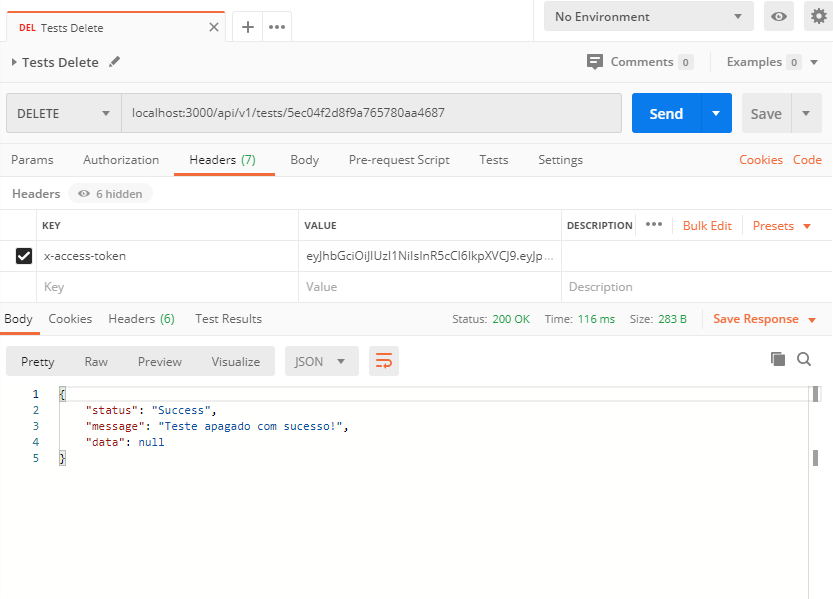 DEL Tests Delete
No Environment
Tests Delete
Comments 0 Examples 0
DELETE localhost:3000/api/v1/tests/5ec04f2d8f9a765780aa4687 Send Save
Params Authorization Headers (7) Body Pre-request Script Tests Settings Cookies Code
Headers 6 hidden
KEY VALUE DESCRIPTION ••• Bulk Edit Presets
x-access-token eyJhbGciOiJIUzI1NiIsInR5cCI6IkpXVCJ9.eyJp...
Key Value Description
Body Cookies Headers (6) Test Results Status: 200 OK Time: 116 ms Size: 283 B Save Response
Pretty Raw Preview Visualize JSON
1 {
2 "status": "Success",
3 "message": "Teste apagado com sucesso!",
4 "data": null
5 }